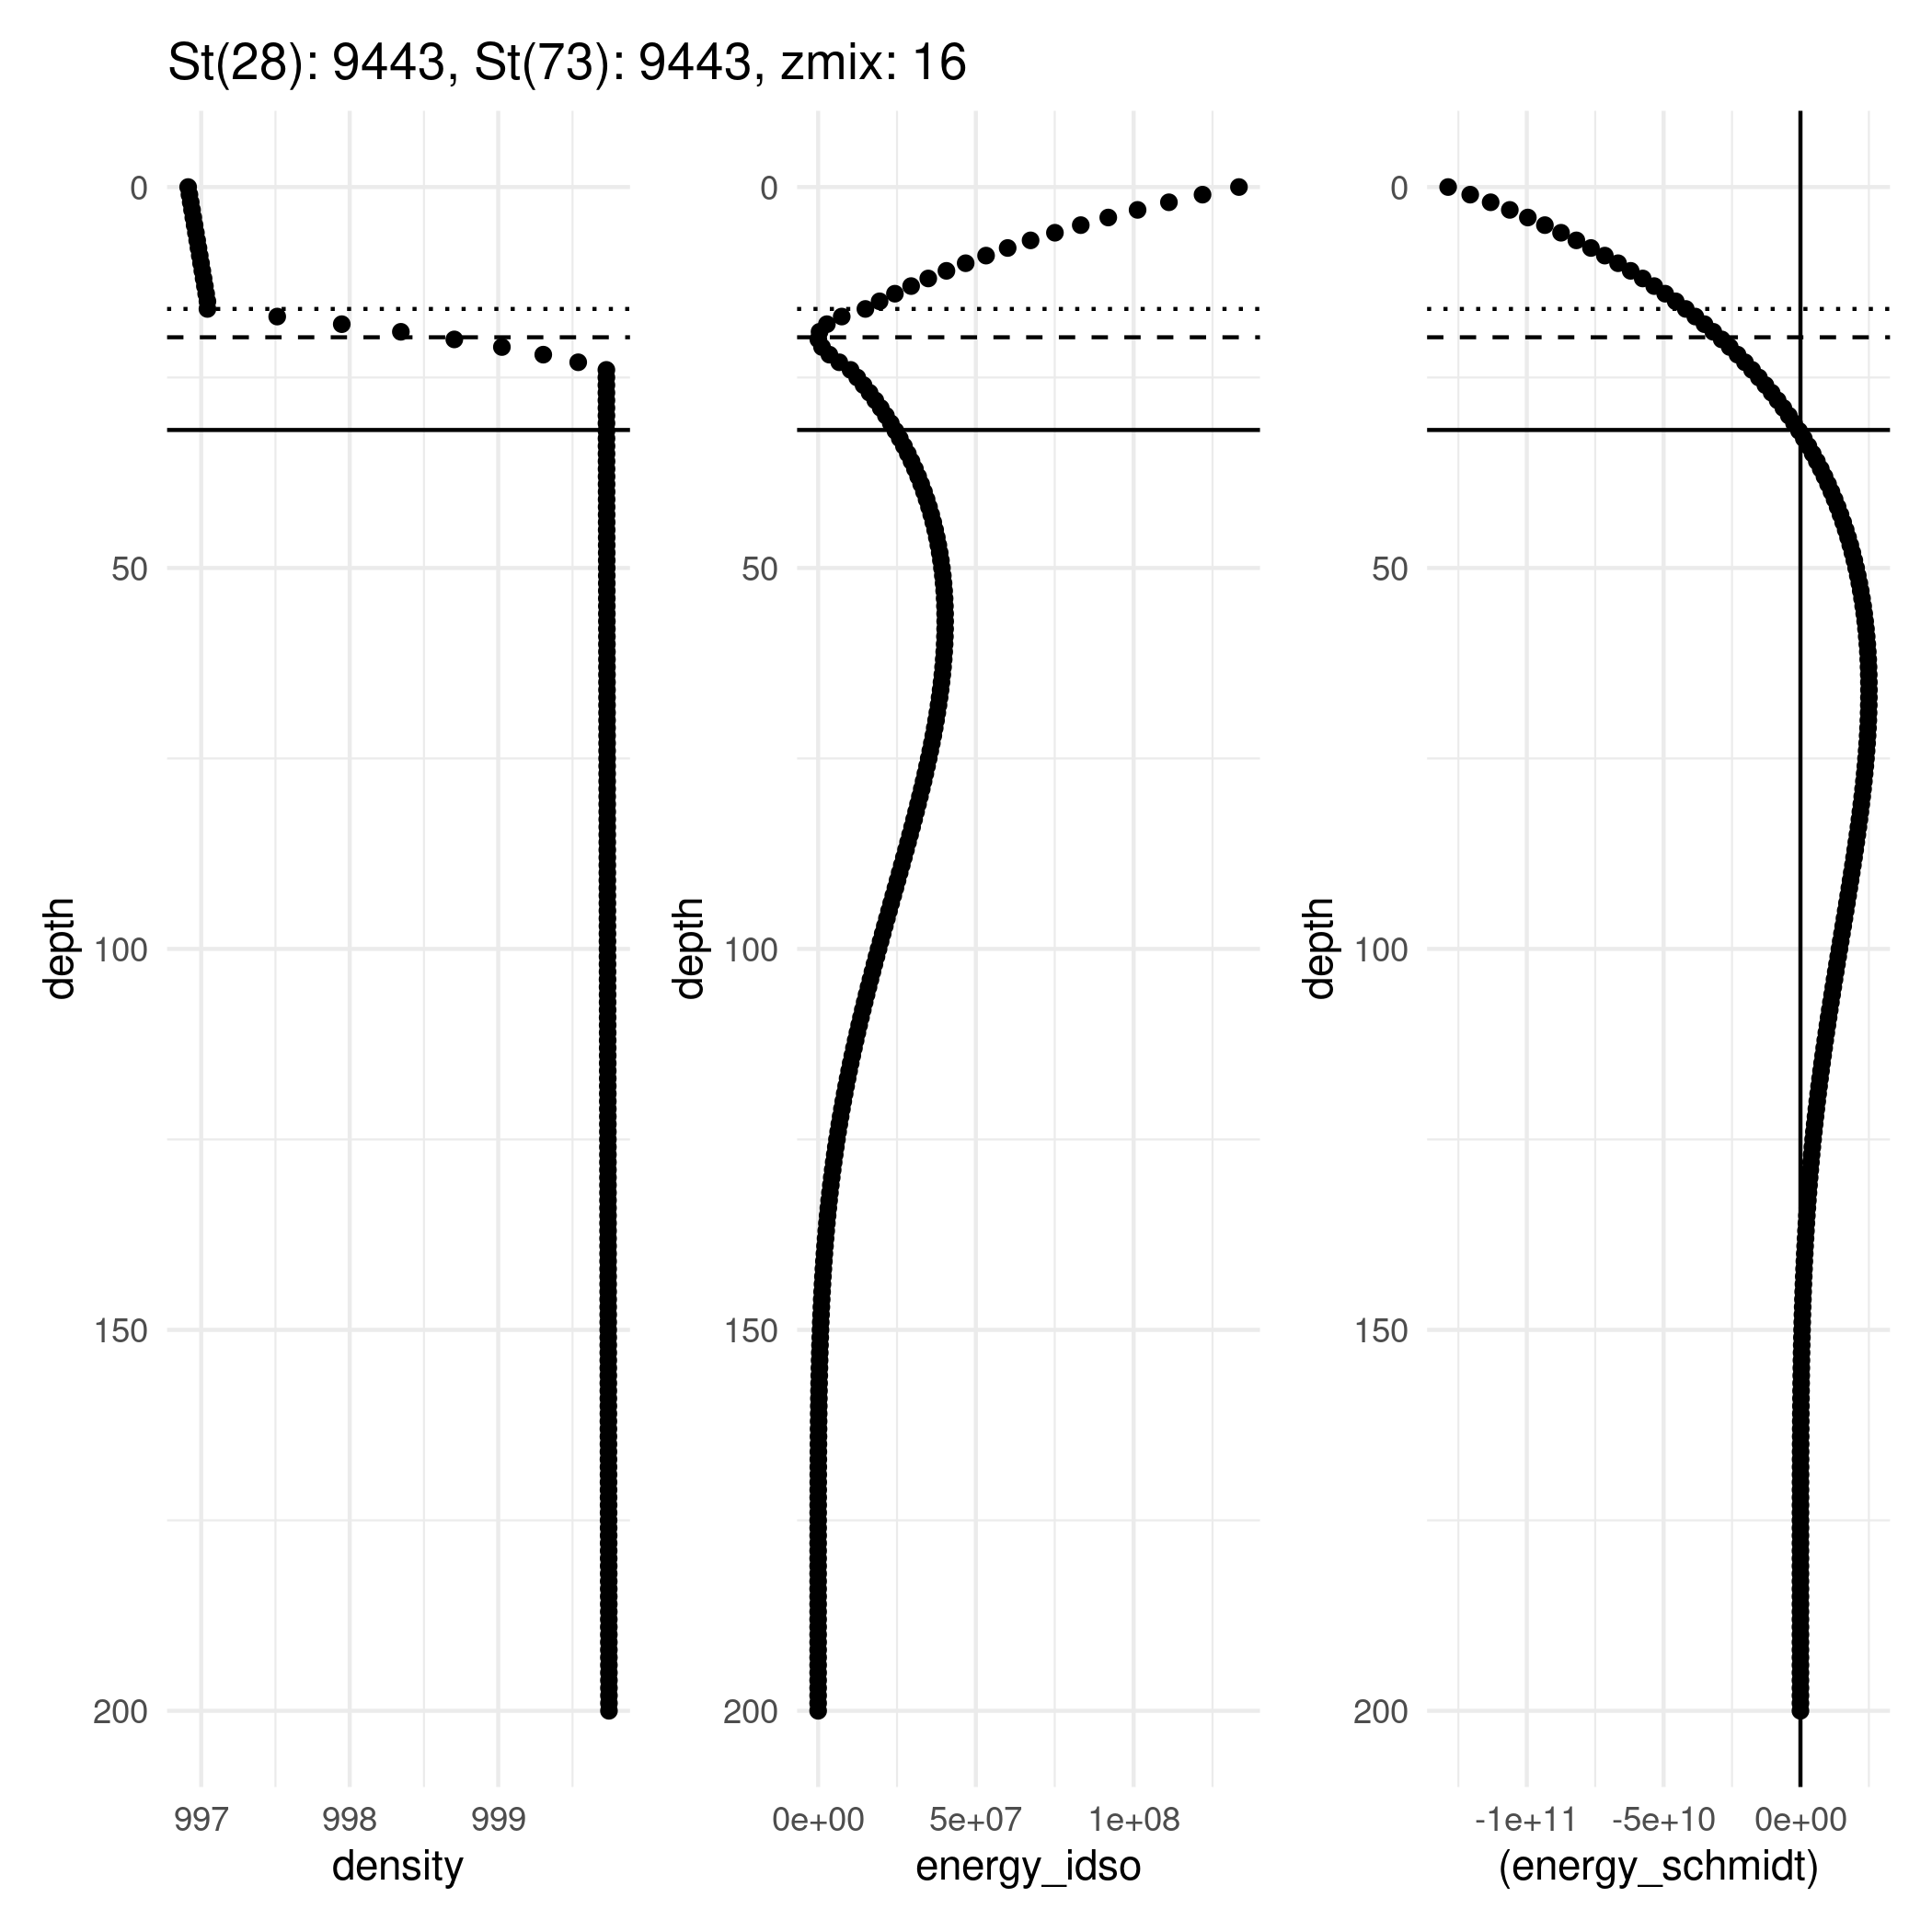 St(28): 9443, St(73): 9443, zmix: 16
depth
0
50
100
150
200
997
998
999
density
depth
0
50
100
150
200
0e+00
5e+07
1e+08
energy_idso
depth
0
50
100
150
200
-1e+11
-5e+10
0e+00
(energy_schmidt)